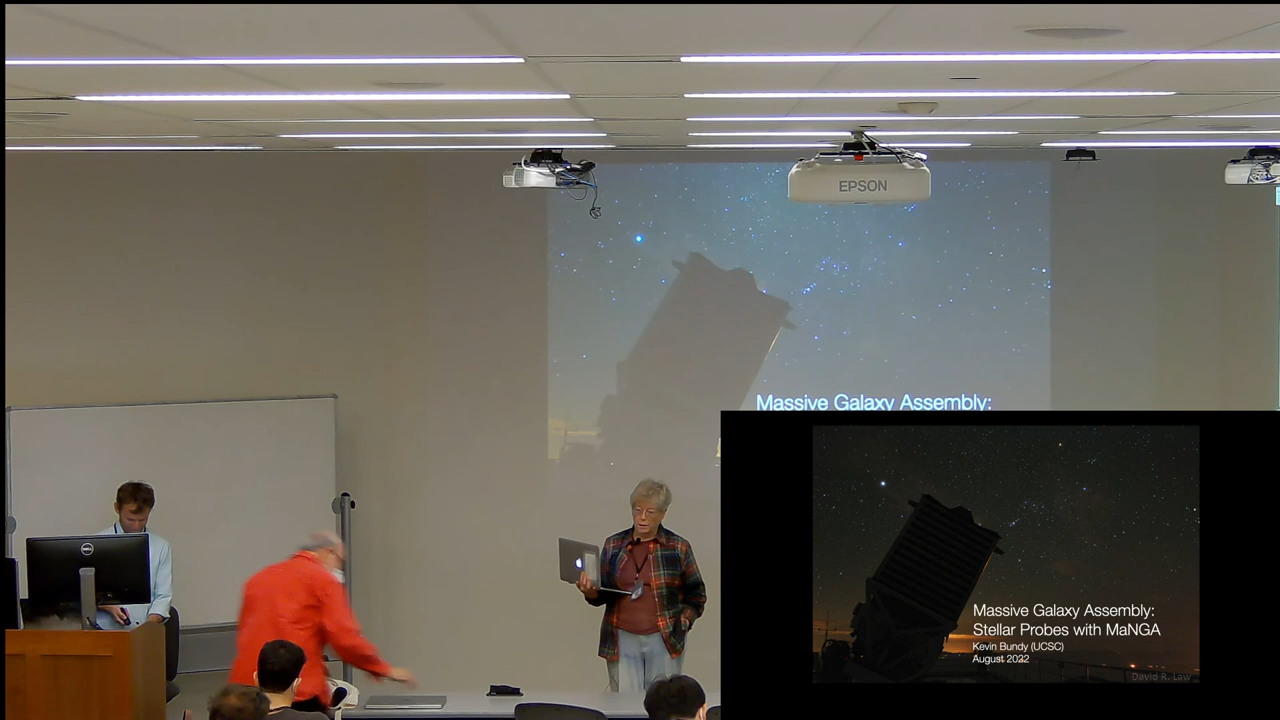 EPSON
Massive Galaxy Assembly:
DELL
Massive Galaxy Assembly:
Stellar Probes with MaNGA
Kevin Bundy (UCSC)
August 2022
David R. Law